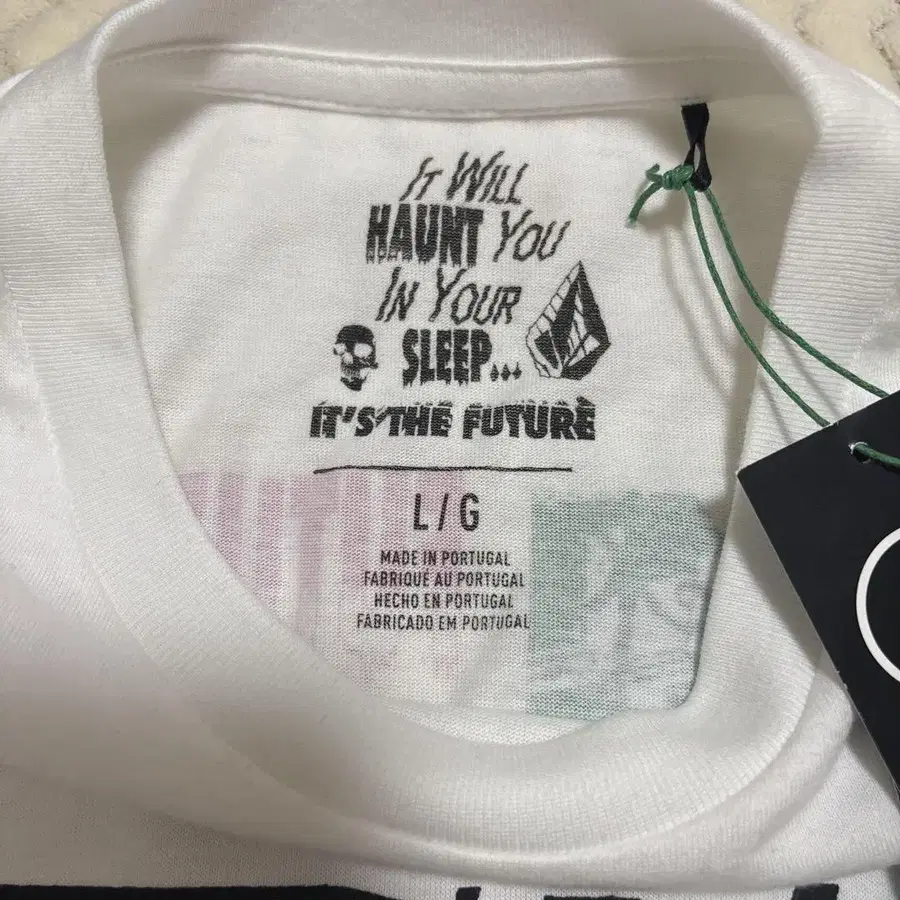 IT WILL
HAUNT YOU
IN YOUR
SLEEP...
IT'S THE FUTURE
L / G
MADE IN PORTUGAL
FABRIQUÉ AU PORTUGAL
HECHO EN PORTUGAL
FABRICADO EM PORTUGAL